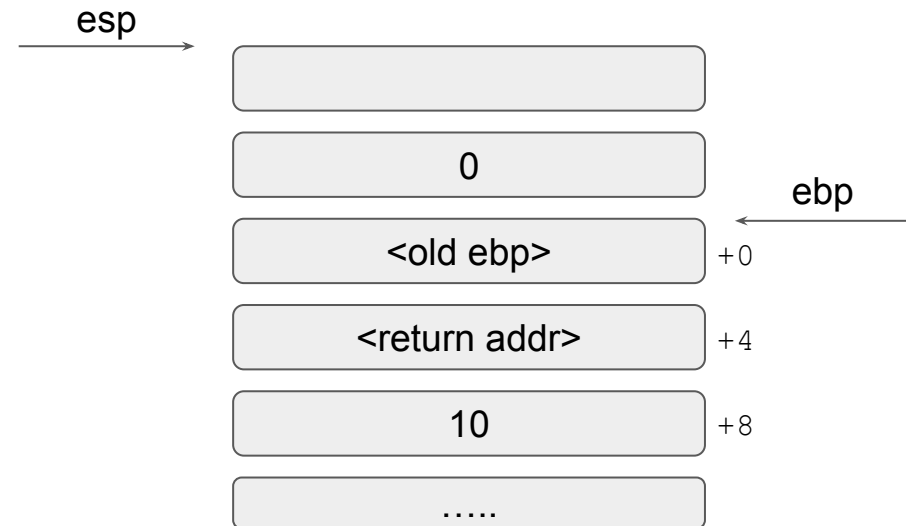 esp
0
ebp
<old ebp>
+0
<return addr>
+4
10
+8
.....